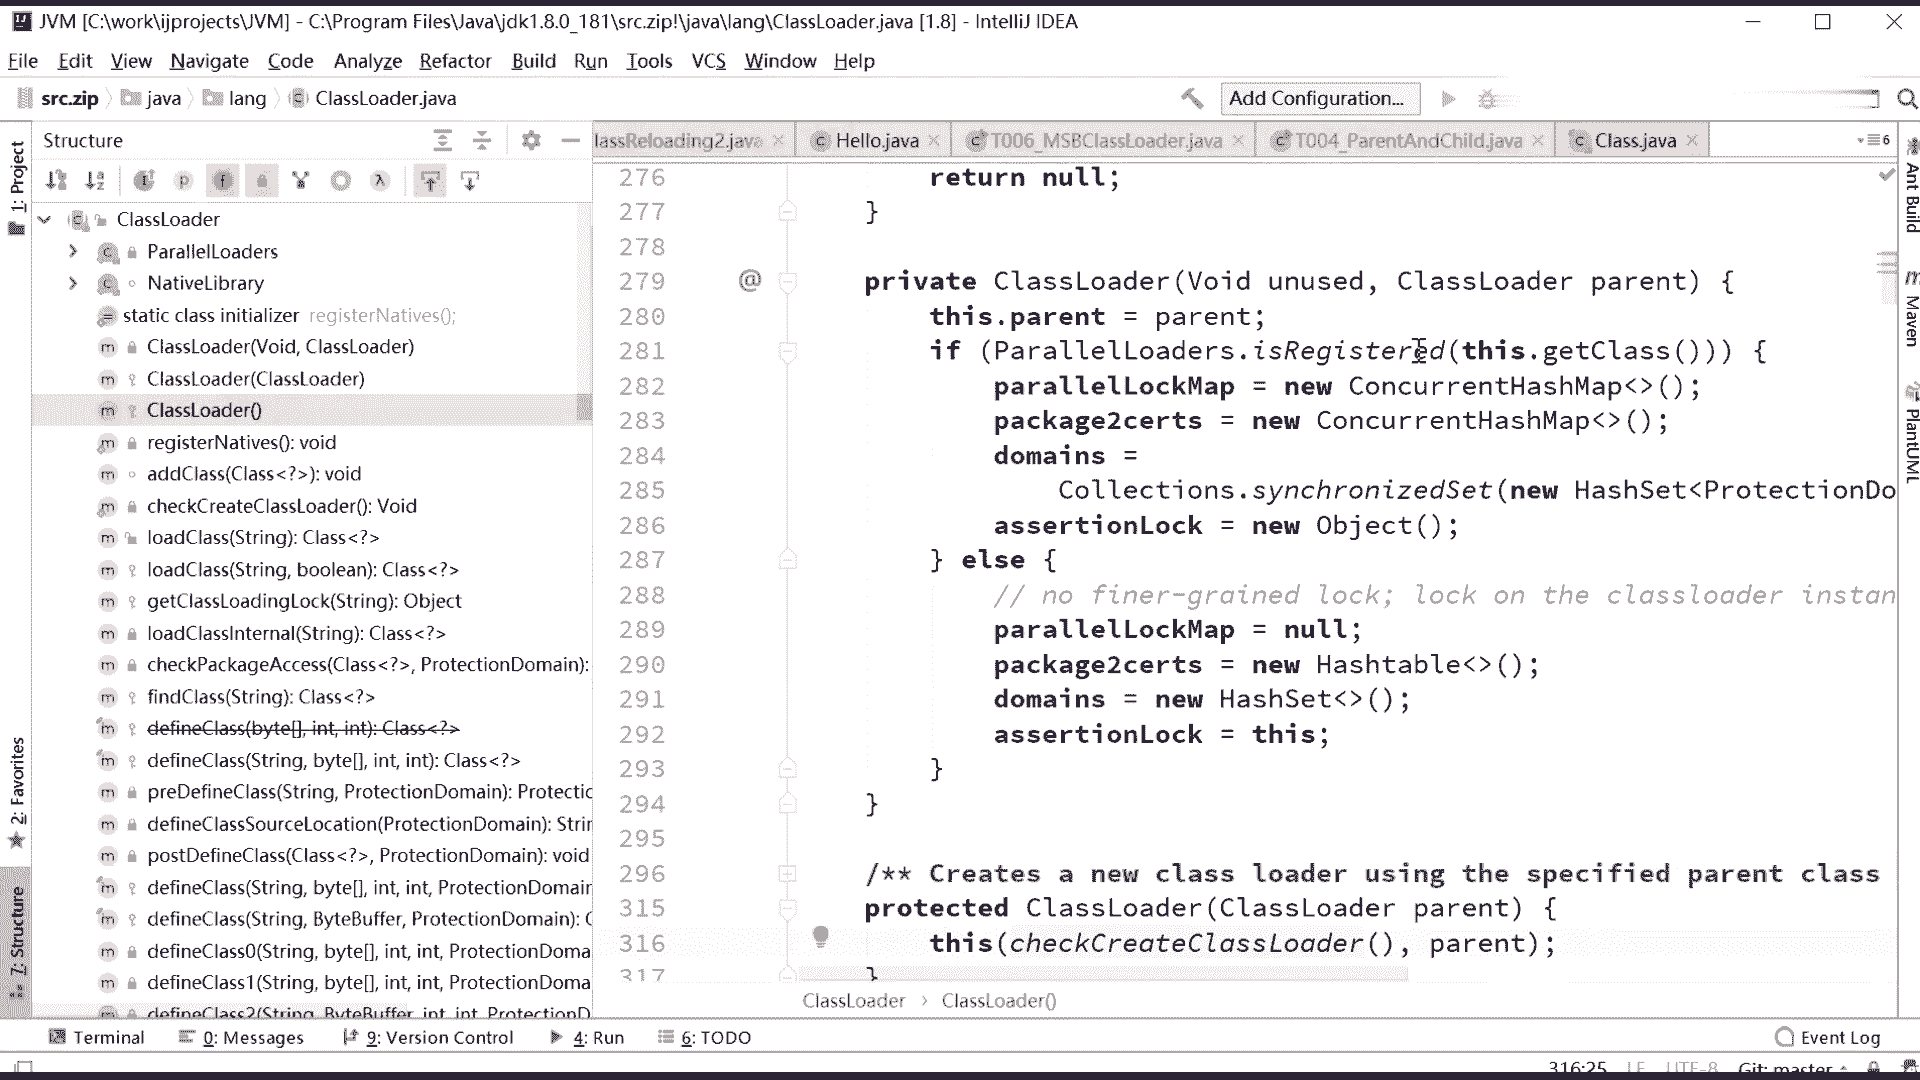 JVM [C:\work\ijprojects\JVM] - C:\Program Files\Java\jdk1.8.0_181\src.zip!\java\lang\ClassLoader.java [1.8] - IntelliJ IDEA
File Edit View Navigate Code Analyze Refactor Build Run Tools VCS Window Help
src.zip java lang ClassLoader.java Add Configuration...
Structure
lassReloading2.java Hello.java T006_MSBClassLoader.java T004_ParentAndChild.java Class.java 6
1: Project
2: Favorites
7: Structure
ClassLoader
ParallelLoaders
NativeLibrary
static class initializer registerNatives();
ClassLoader(Void, ClassLoader)
ClassLoader(ClassLoader)
ClassLoader()
registerNatives(): void
addClass(Class<?>): void
checkCreateClassLoader(): Void
loadClass(String): Class<?>
loadClass(String, boolean): Class<?>
getClassLoadingLock(String): Object
loadClassInternal(String): Class<?>
checkPackageAccess(Class<?>, ProtectionDomain):
findClass(String): Class<?>
defineClass(byte[], int, int): Class<?>
defineClass(String, byte[], int, int): Class<?>
preDefineClass(String, ProtectionDomain): Protectic
defineClassSourceLocation(ProtectionDomain): Strin
postDefineClass(Class<?>, ProtectionDomain): void
defineClass(String, byte[], int, int, ProtectionDomain
defineClass(String, ByteBuffer, ProtectionDomain): C
defineClass0(String, byte[], int, int, ProtectionDoma
defineClass1(String, byte[], int, int, ProtectionDoma
defineClass2(String, ByteBuffer, int, int, ProtectionD
276 return null;
277 }
278
279 @ private ClassLoader(Void unused, ClassLoader parent) {
280 this.parent = parent;
281 if (ParallelLoaders.isRegistered(this.getClass())) {
282 parallelLockMap = new ConcurrentHashMap<>();
283 package2certs = new ConcurrentHashMap<>();
284 domains =
285 Collections.synchronizedSet(new HashSet<ProtectionDo
286 assertionLock = new Object();
287 } else {
288 // no finer-grained lock; lock on the classloader instan
289 parallelLockMap = null;
290 package2certs = new Hashtable<>();
291 domains = new HashSet<>();
292 assertionLock = this;
293 }
294 }
295
296 /** Creates a new class loader using the specified parent class
315 protected ClassLoader(ClassLoader parent) {
316 this(checkCreateClassLoader(), parent);
317 }
ClassLoader › ClassLoader()
Ant Build
Maven
PlantUML
Terminal 0: Messages 9: Version Control 4: Run 6: TODO Event Log
316:25 LF UTF-8 Git: master